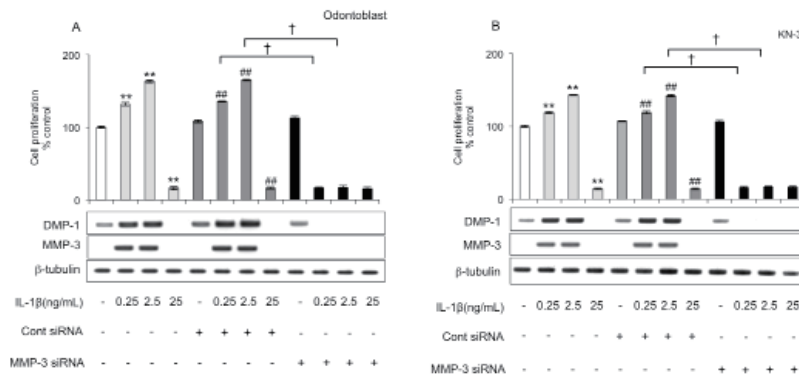 A
Odontoblast
†
†
200
**
**
##
##
100
**
##
0
Cell proliferation
% control
DMP-1
MMP-3
β-tubulin
IL-1β(ng/mL) - 0.25 2.5 25 - 0.25 2.5 25 - 0.25 2.5 25
Cont siRNA - - - - + + + + - - - -
MMP-3 siRNA - - - - - - - - + + + +
B
KN-3
†
†
200
**
**
##
##
100
**
##
0
Cell proliferation
% control
DMP-1
MMP-3
β-tubulin
IL-1β(ng/mL) - 0.25 2.5 25 - 0.25 2.5 25 - 0.25 2.5 25
Cont siRNA - - - - + + + + - - - -
MMP-3 siRNA - - - - - - - - + + + +